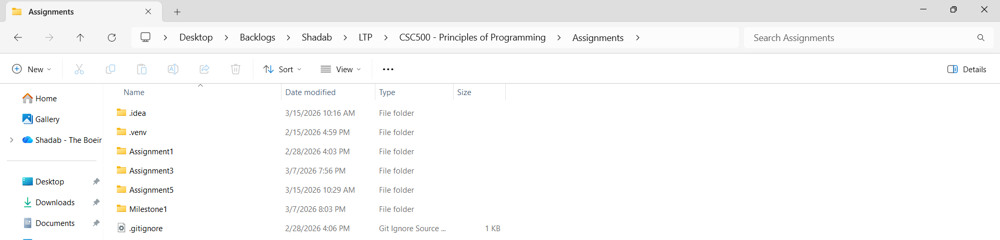 Assignments
Desktop > Backlogs > Shadab > LTP > CSC500 - Principles of Programming > Assignments >
Search Assignments
New
Sort
View
Details
Name Date modified Type Size
Home
Gallery
Shadab - The Boeir
Desktop
Downloads
Documents
.idea 3/15/2026 10:16 AM File folder
.venv 2/15/2026 4:59 PM File folder
Assignment1 2/28/2026 4:03 PM File folder
Assignment3 3/7/2026 7:56 PM File folder
Assignment5 3/15/2026 10:29 AM File folder
Milestone1 3/7/2026 8:03 PM File folder
.gitignore 2/28/2026 4:06 PM Git Ignore Source ... 1 KB